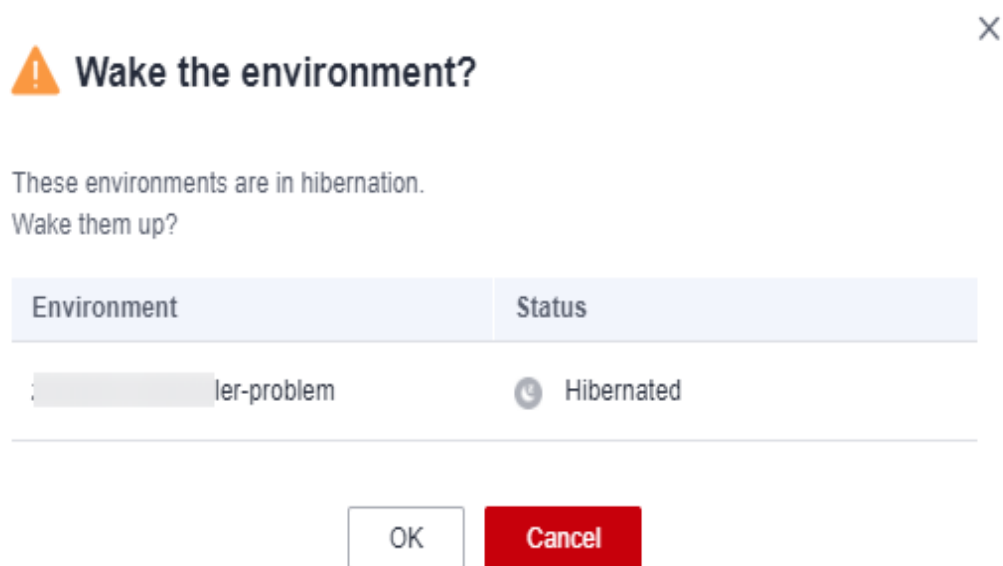 Wake the environment?
These environments are in hibernation.
Wake them up?
Environment Status
ler-problem Hibernated
OK Cancel